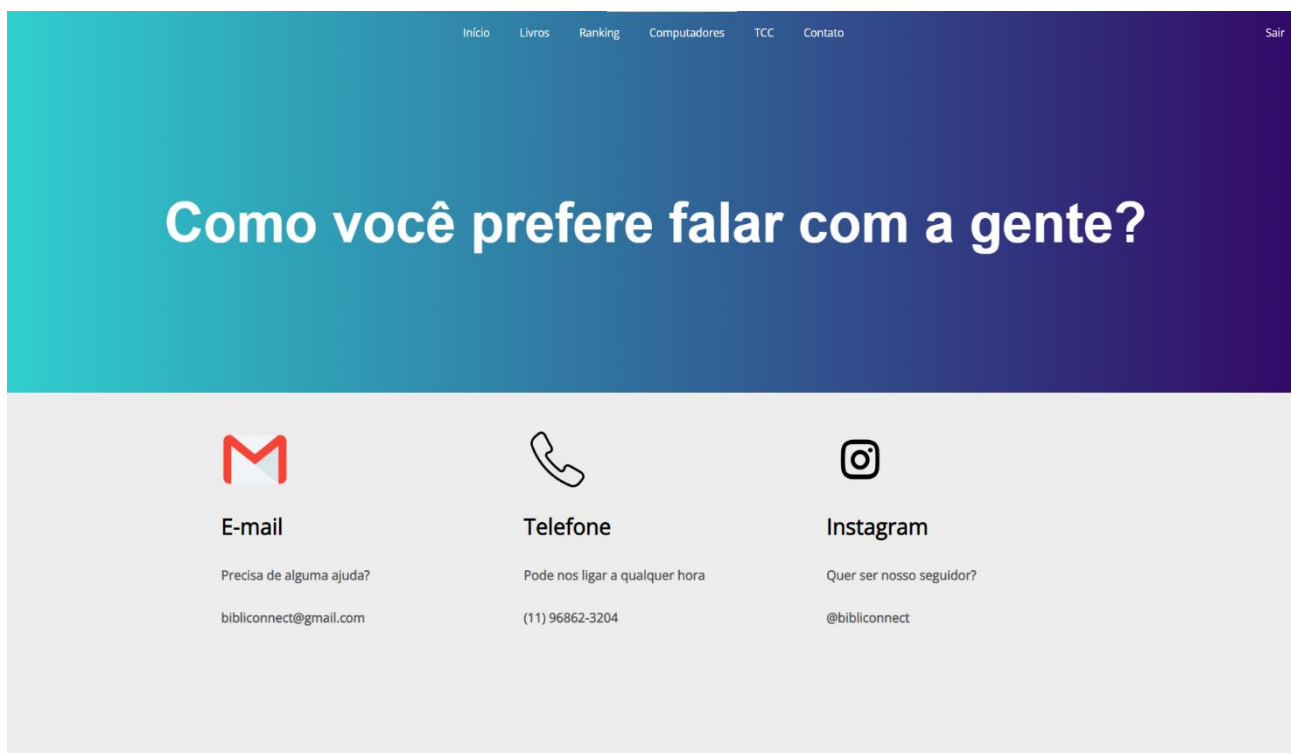 Início Livros Ranking Computadores TCC Contato Sair
Como você prefere falar com a gente?
E-mail Telefone Instagram
Precisa de alguma ajuda? Pode nos ligar a qualquer hora Quer ser nosso seguidor?
bibliconnect@gmail.com (11) 96862-3204 @bibliconnect